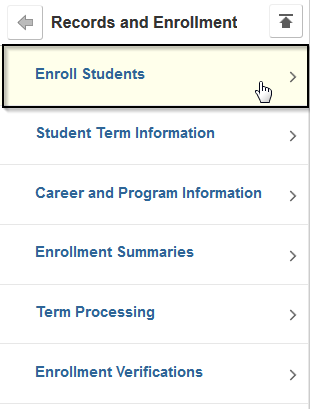 Records and Enrollment
Enroll Students
Student Term Information
Career and Program Information
Enrollment Summaries
Term Processing
Enrollment Verifications